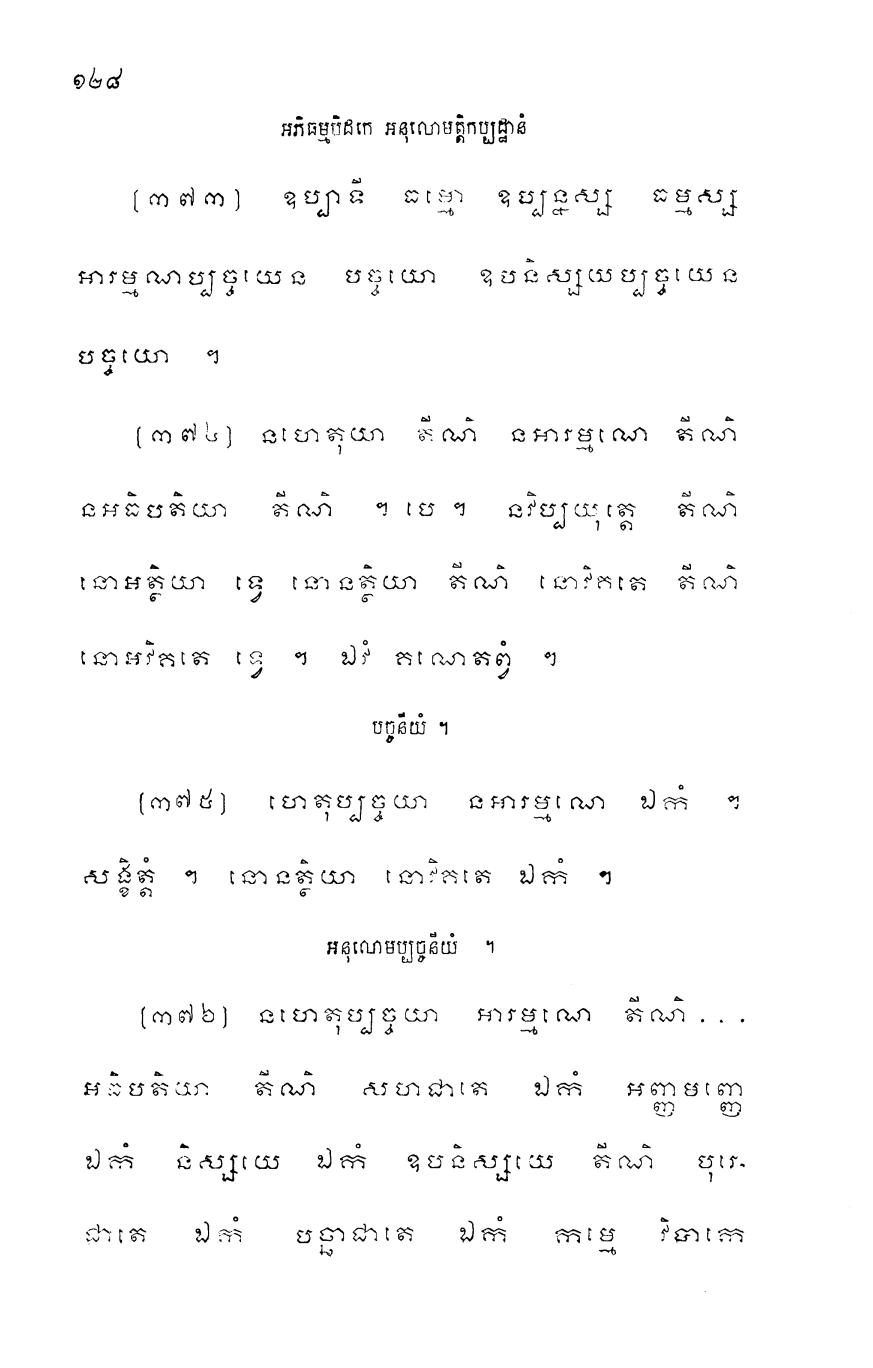 ១២៨
អភិធម្មបិដកេ អនុលោមត្តិកប្បដ្ឋានំ
(៣៧៣) ឧប្បាទី ធម្មោ ឧប្បន្នស្ស ធម្មស្ស
អារម្មណប្បច្ចយេន បច្ចយោ ឧបនិស្សយប្បច្ចយេន
បច្ចយោ ។
(៣៧៤) នហេតុយា តីណិ នអារម្មណេ តីណិ
នអធិបតិយា តីណិ ។ បេ ។ នវិប្បយុត្តេ តីណិ
នោអត្ថិយា ទ្វេ នោនត្ថិយា តីណិ នោវិគតេ តីណិ
នោអវិគតេ ទ្វេ ។ ឯវំ គណេតព្វំ ។
បច្ចនីយំ ។
(៣៧៥) ហេតុប្បច្ចយា នអារម្មណេ ឯកំ ។
សង្ខិត្តំ ។ នោនត្ថិយា នោវិគតេ ឯកំ ។
អនុលោមប្បច្ចនីយំ ។
(៣៧៦) នហេតុប្បច្ចយា អារម្មណេ តីណិ . . .
អធិបតិយា តីណិ សហជាតេ ឯកំ អញ្ញមញ្ញេ
ឯកំ និស្សយេ ឯកំ ឧបនិស្សយេ តីណិ បុរេ-
ជាតេ ឯកំ បច្ឆាជាតេ ឯកំ កម្មេ វិបាកេ